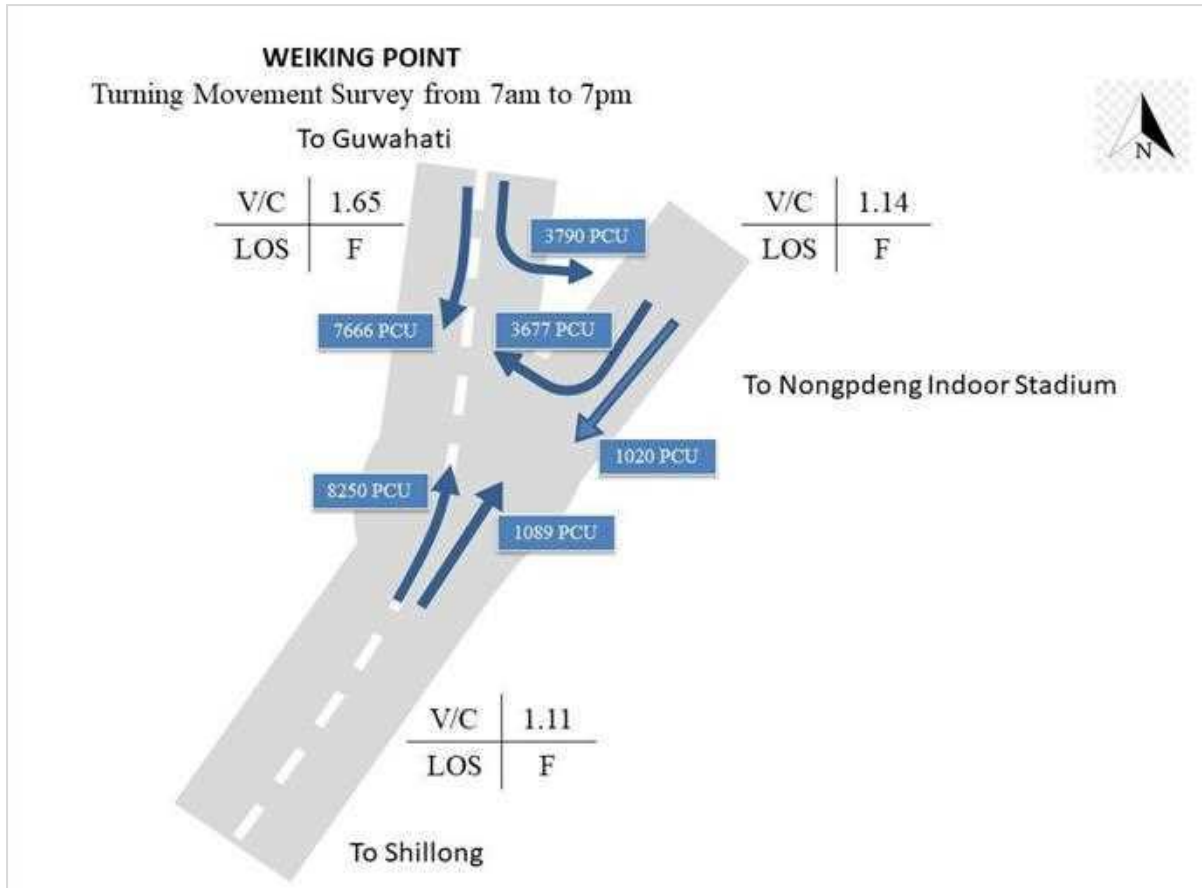 WEIKING POINT
Turning Movement Survey from 7am to 7pm
To Guwahati
N
V/C 1.65
LOS F
V/C 1.14
LOS F
3790 PCU
7666 PCU
3677 PCU
To Nongpdeng Indoor Stadium
1020 PCU
8250 PCU
1089 PCU
V/C 1.11
LOS F
To Shillong